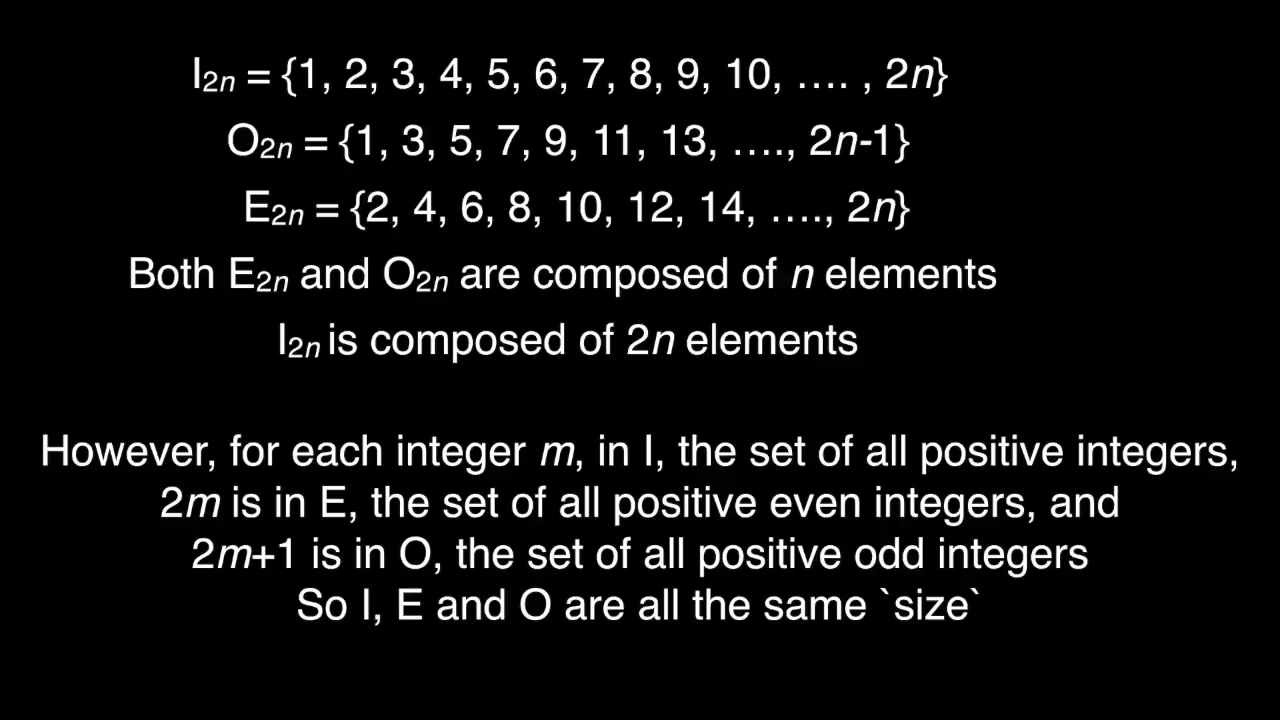 I2n = {1, 2, 3, 4, 5, 6, 7, 8, 9, 10, .... , 2n}
O2n = {1, 3, 5, 7, 9, 11, 13, ...., 2n-1}
E2n = {2, 4, 6, 8, 10, 12, 14, ...., 2n}
Both E2n and O2n are composed of n elements
I2n is composed of 2n elements
However, for each integer m, in I, the set of all positive integers,
2m is in E, the set of all positive even integers, and
2m+1 is in O, the set of all positive odd integers
So I, E and O are all the same `size`